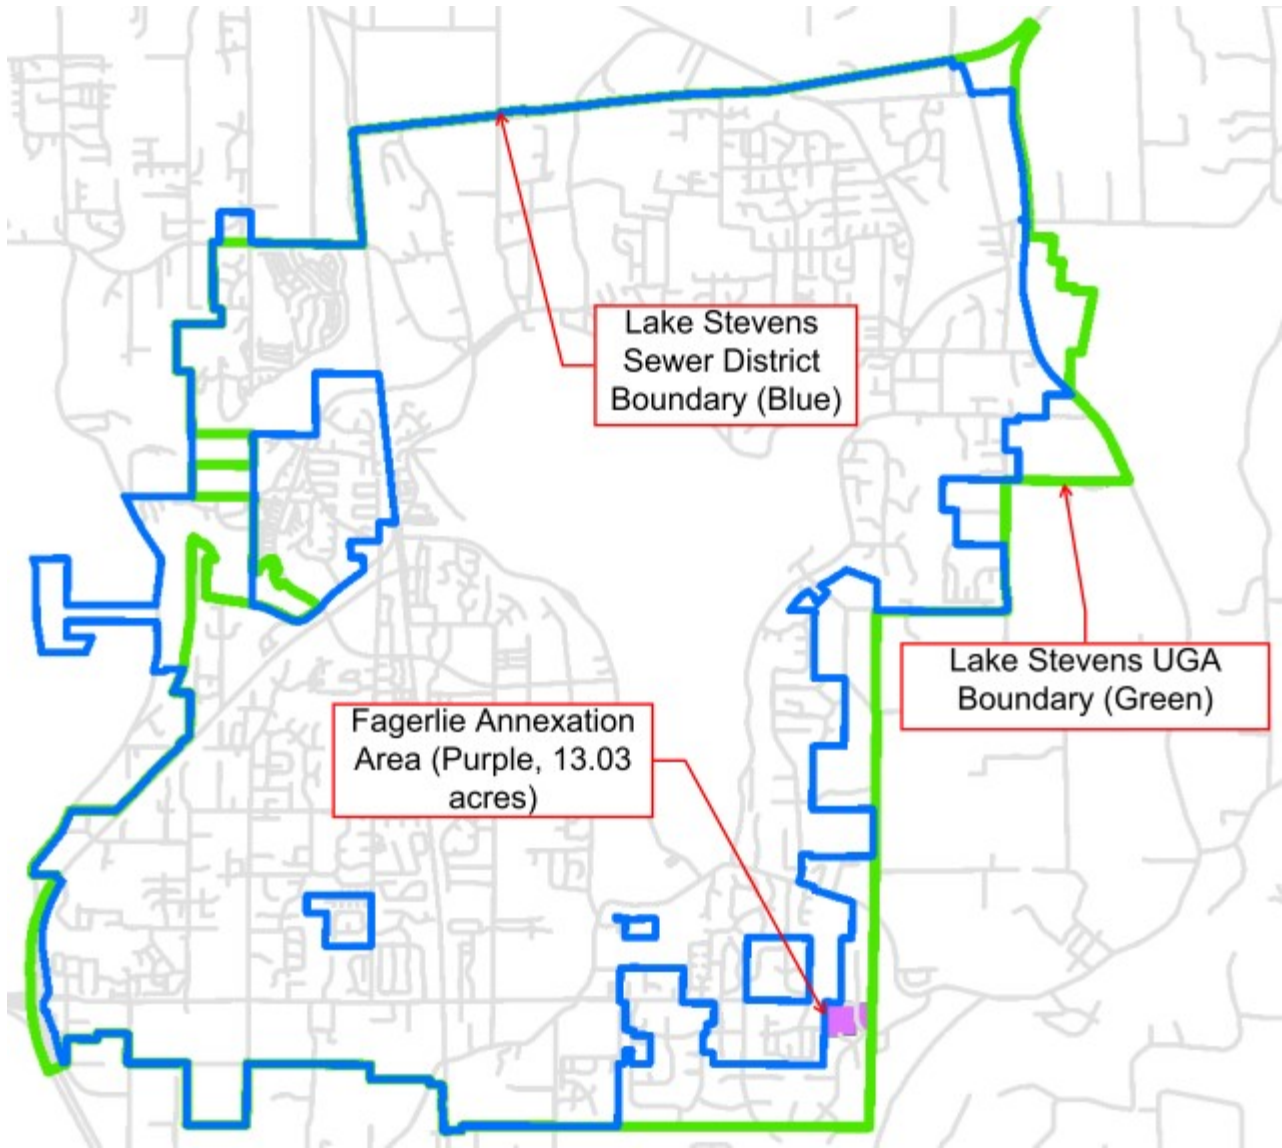 Lake Stevens
Sewer District
Boundary (Blue)
Lake Stevens UGA
Boundary (Green)
Fagerlie Annexation
Area (Purple, 13.03
acres)